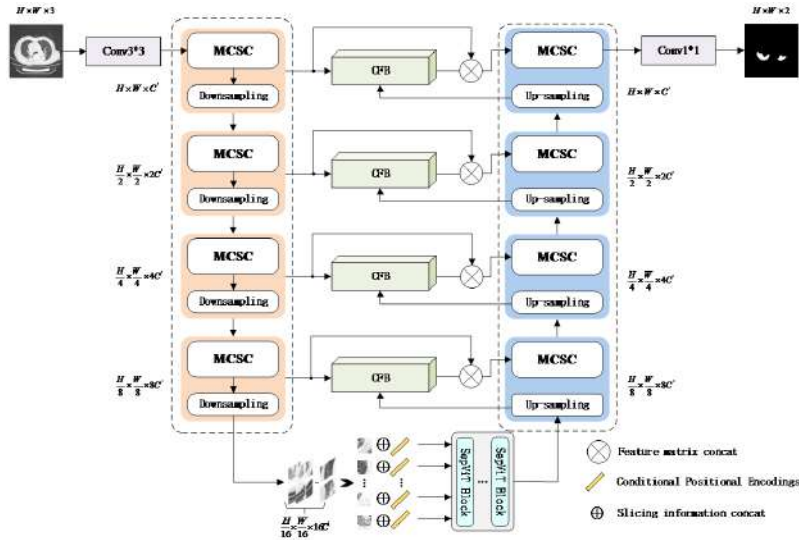 H×W×3
H×W×2
Conv3*3
MCSC
CFB
MCSC
Conv1*1
Downsampling
Up-sampling
H×W×C'
H×W×C'
MCSC
CFB
MCSC
H/2×W/2×2C'
H/2×W/2×2C'
Downsampling
Up-sampling
MCSC
CFB
MCSC
H/4×W/4×4C'
H/4×W/4×4C'
Downsampling
Up-sampling
MCSC
CFB
MCSC
H/8×W/8×8C'
H/8×W/8×8C'
Downsampling
Up-sampling
SepViT Block
...
SepViT Block
H/16×W/16×16C'
Feature matrix concat
Conditional Positional Encodings
Slicing information concat